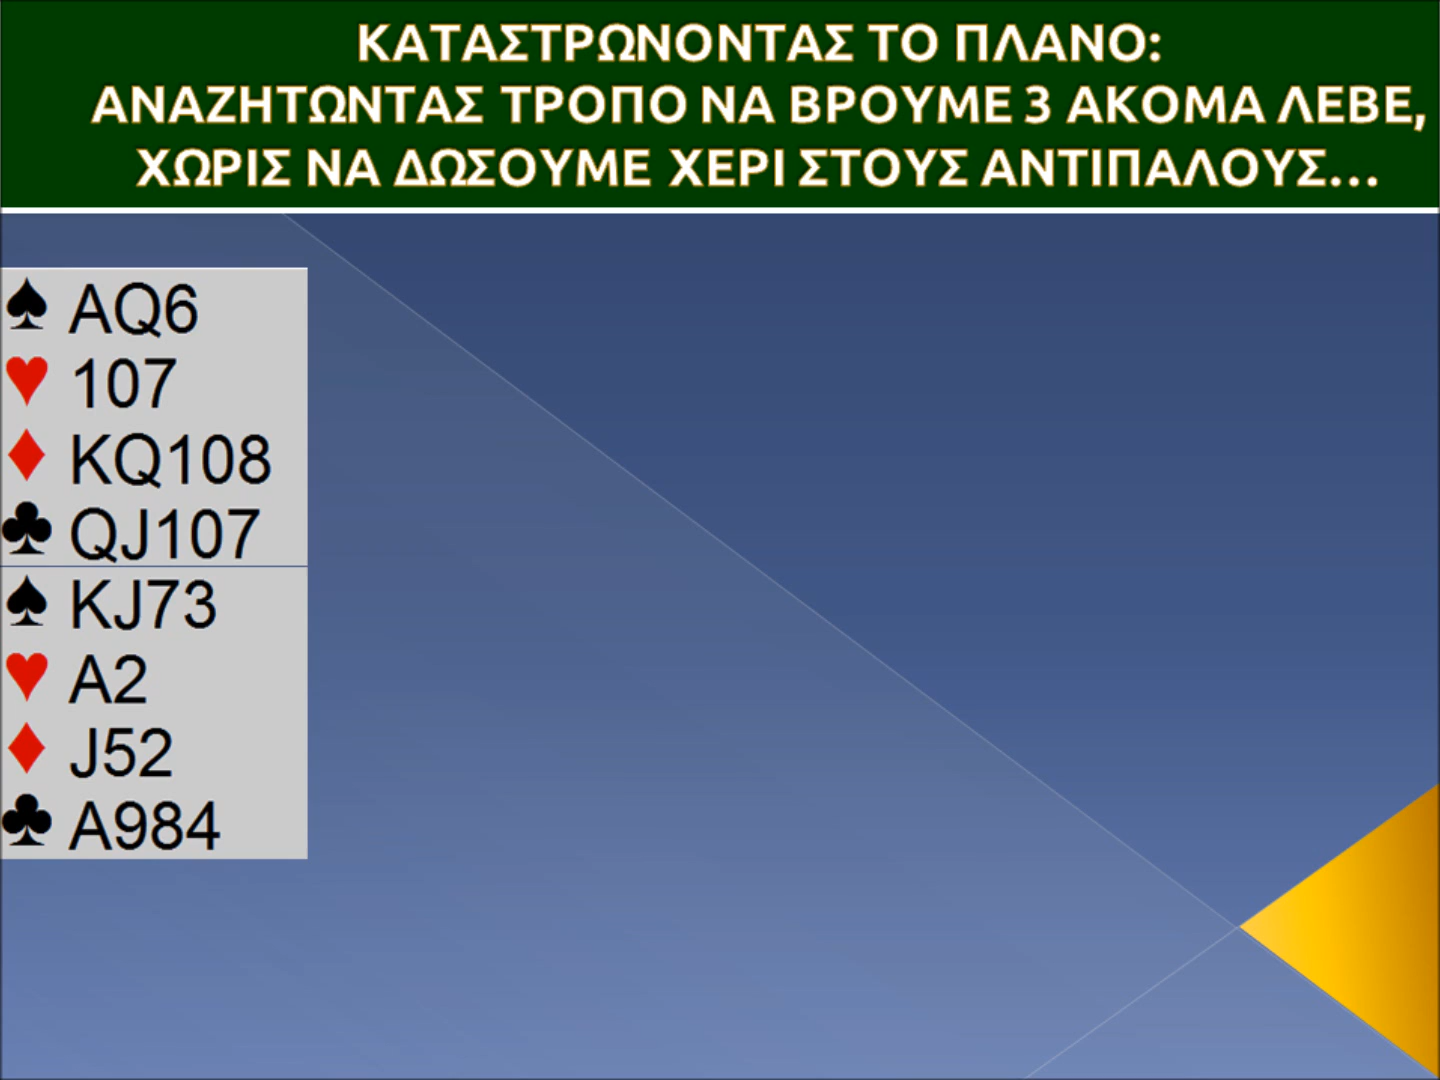 ΚΑΤΑΣΤΡΩΝΟΝΤΑΣ ΤΟ ΠΛΑΝΟ:
ΑΝΑΖΗΤΩΝΤΑΣ ΤΡΟΠΟ ΝΑ ΒΡΟΥΜΕ 3 ΑΚΟΜΑ ΛΕΒΕ,
ΧΩΡΙΣ ΝΑ ΔΩΣΟΥΜΕ ΧΕΡΙ ΣΤΟΥΣ ΑΝΤΙΠΑΛΟΥΣ...
♠ AQ6
♥ 107
♦ KQ108
♣ QJ107
♠ KJ73
♥ A2
♦ J52
♣ A984